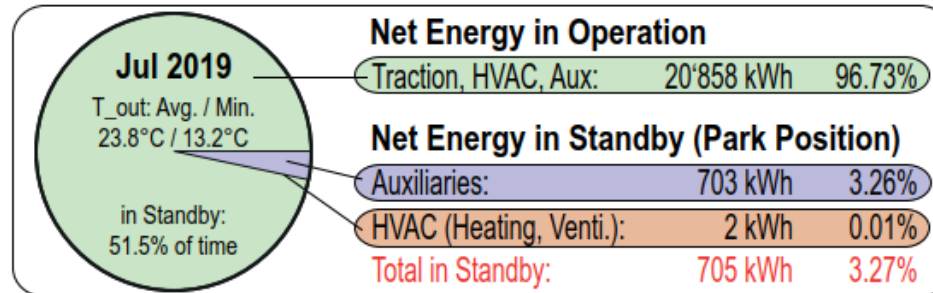 Jul 2019
T_out: Avg. / Min.
23.8°C / 13.2°C
in Standby:
51.5% of time
Net Energy in Operation
Traction, HVAC, Aux: 20‘858 kWh 96.73%
Net Energy in Standby (Park Position)
Auxiliaries: 703 kWh 3.26%
HVAC (Heating, Venti.): 2 kWh 0.01%
Total in Standby: 705 kWh 3.27%